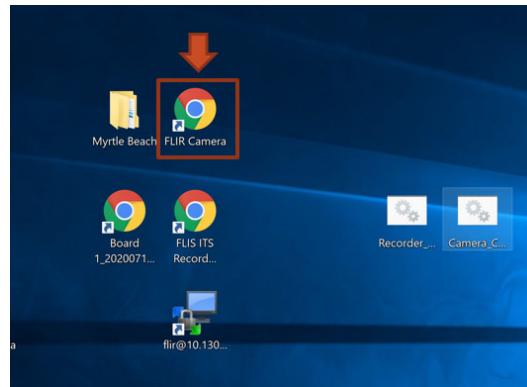 Myrtle Beach
FLIR Camera
Board
1_2020071...
FLIS ITS
Record...
Recorder_...
Camera_C...
a
flir@10.130...